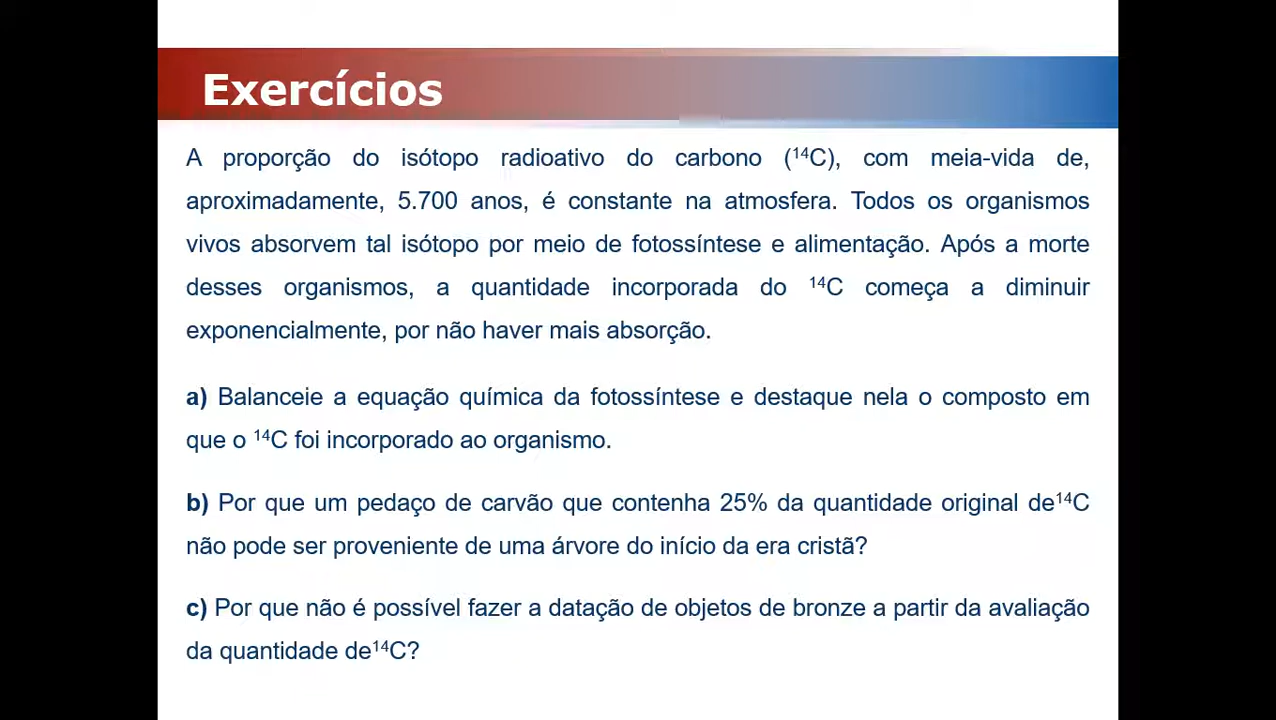 Exercícios
A proporção do isótopo radioativo do carbono (¹⁴C), com meia-vida de,
aproximadamente, 5.700 anos, é constante na atmosfera. Todos os organismos
vivos absorvem tal isótopo por meio de fotossíntese e alimentação. Após a morte
desses organismos, a quantidade incorporada do ¹⁴C começa a diminuir
exponencialmente, por não haver mais absorção.
a) Balanceie a equação química da fotossíntese e destaque nela o composto em
que o ¹⁴C foi incorporado ao organismo.
b) Por que um pedaço de carvão que contenha 25% da quantidade original de¹⁴C
não pode ser proveniente de uma árvore do início da era cristã?
c) Por que não é possível fazer a datação de objetos de bronze a partir da avaliação
da quantidade de¹⁴C?